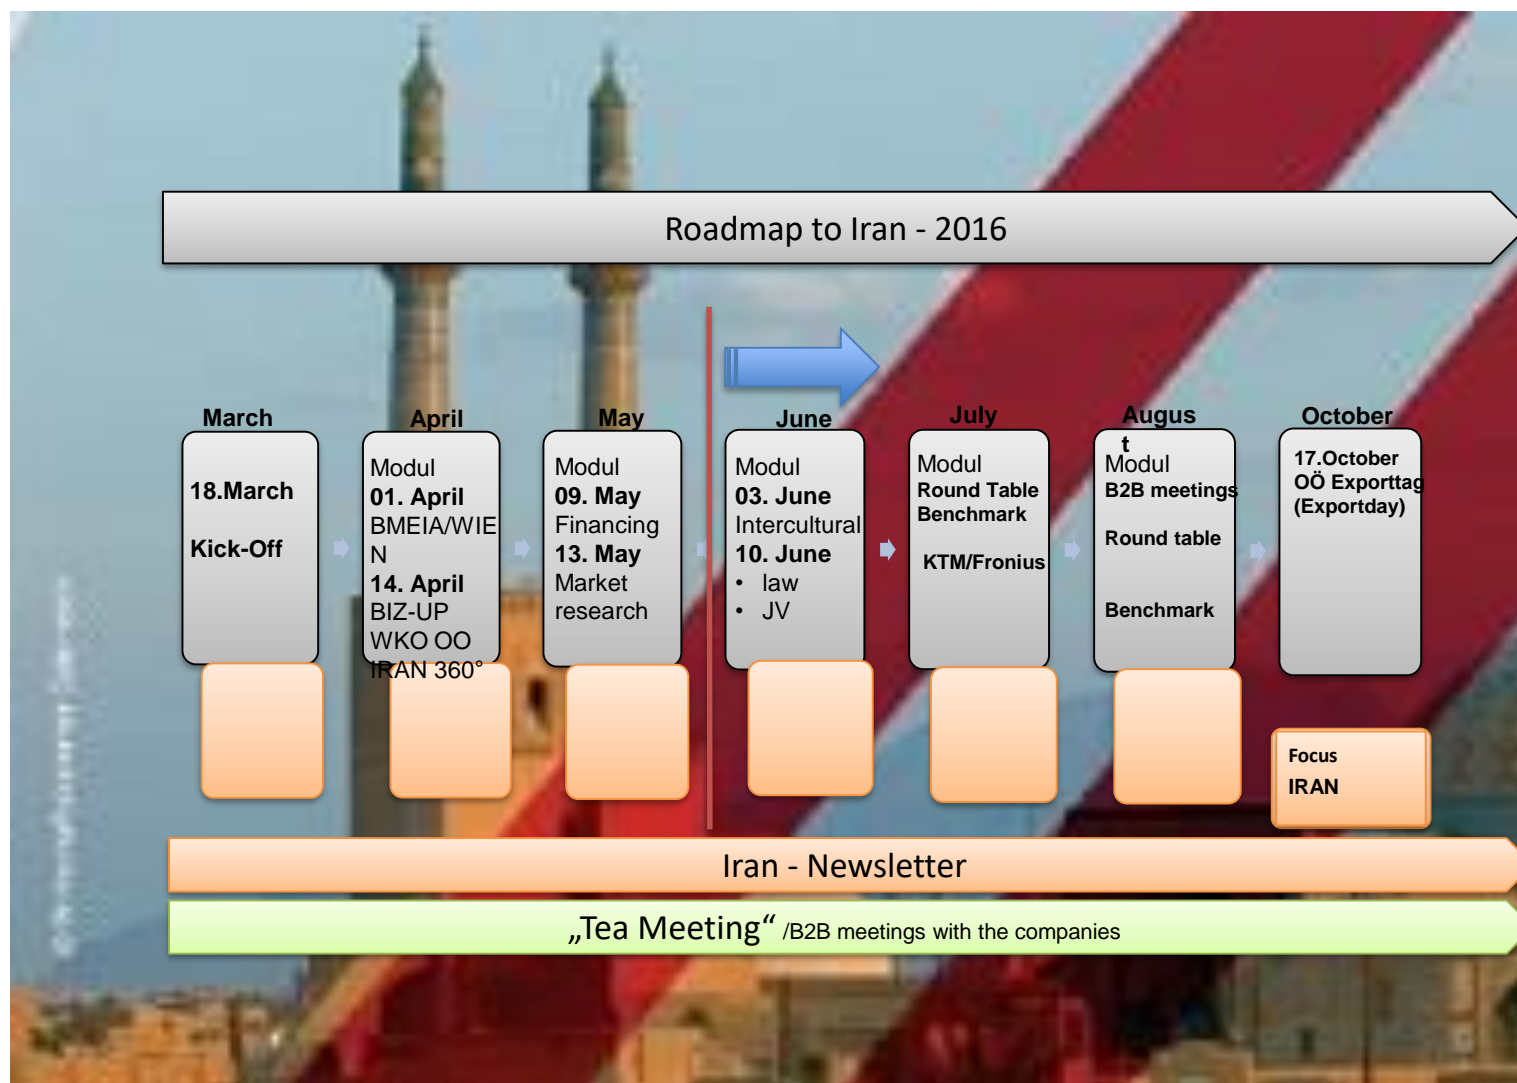 Roadmap to Iran - 2016
March
18.March
Kick-Off
April
Modul
01. April
BMEIA/WIE
N
14. April
BIZ-UP
WKO OO
IRAN 360°
May
Modul
09. May
Financing
13. May
Market
research
June
Modul
03. June
Intercultural
10. June
• law
• JV
July
Modul
Round Table
Benchmark
KTM/Fronius
Augus
t
Modul
B2B meetings
Round table
Benchmark
October
17.October
OÖ Exporttag
(Exportday)
Focus
IRAN
Iran - Newsletter
„Tea Meeting“ /B2B meetings with the companies